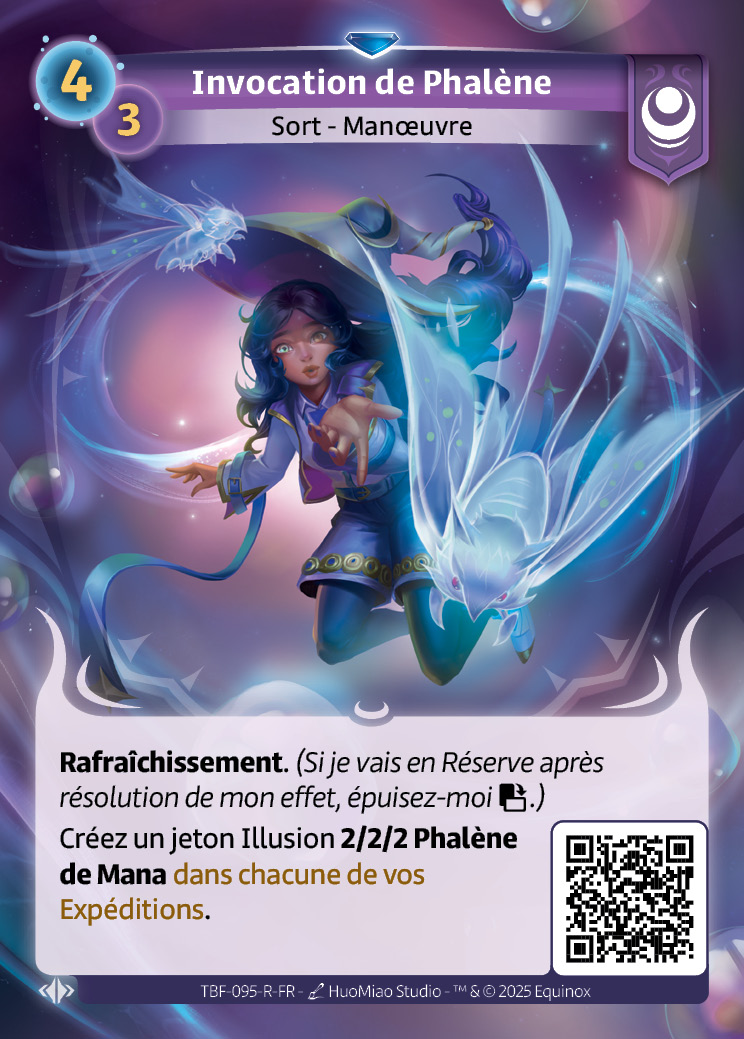 4
3
Invocation de Phalène
Sort - Manœuvre
Rafraîchissement. (Si je vais en Réserve après
résolution de mon effet, épuisez-moi .)
Créez un jeton Illusion 2/2/2 Phalène
de Mana dans chacune de vos
Expéditions.
TBF-095-R-FR - HuoMiao Studio - ™ & © 2025 Equinox